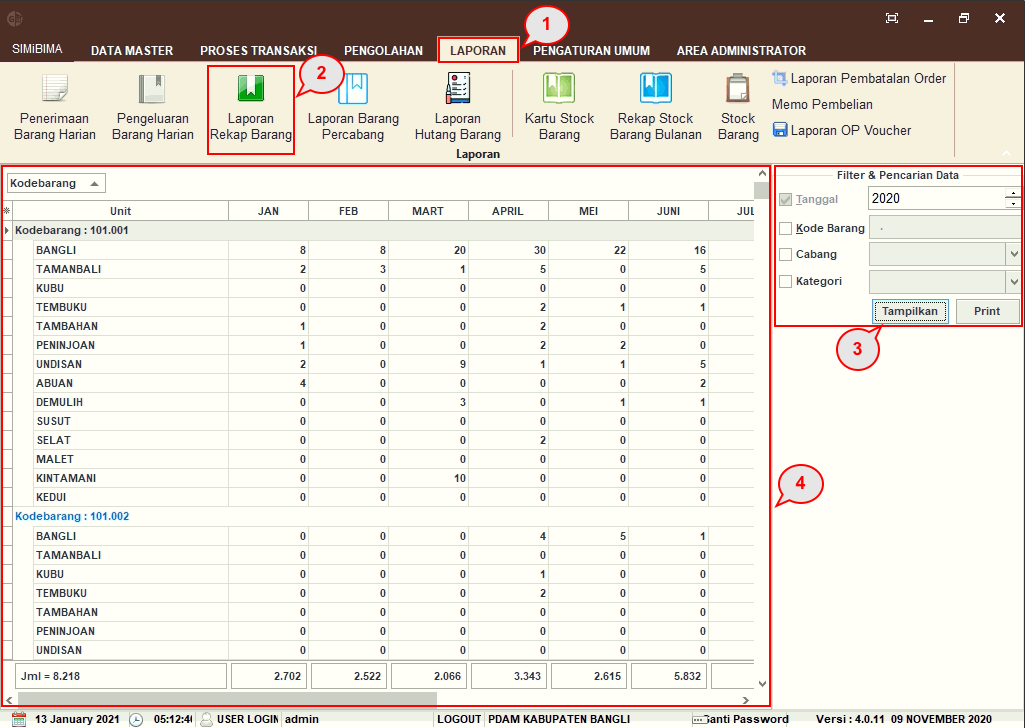 1
SIMiBIMA DATA MASTER PROSES TRANSAKSI PENGOLAHAN LAPORAN PENGATURAN UMUM AREA ADMINISTRATOR
2
Penerimaan Barang Harian
Pengeluaran Barang Harian
Laporan Rekap Barang
Laporan Barang Percabang
Laporan Hutang Barang
Kartu Stock Barang
Rekap Stock Barang Bulanan
Stock Barang
Laporan Pembatalan Order
Memo Pembelian
Laporan OP Voucher
Laporan
Kodebarang
Unit JAN FEB MART APRIL MEI JUNI JUL
Kodebarang : 101.001
BANGLI 8 8 20 30 22 16
TAMANBALI 2 3 1 5 0 5
KUBU 0 0 0 0 0 0
TEMBUKU 0 0 0 2 1 1
TAMBAHAN 1 0 0 2 0 0
PENINJOAN 1 0 0 2 2 0
UNDISAN 2 0 9 1 1 5
ABUAN 4 0 0 0 0 2
DEMULIH 0 0 3 0 1 1
SUSUT 0 0 0 0 0 0
SELAT 0 0 0 2 0 0
MALET 0 0 0 0 0 0
KINTAMANI 0 0 10 0 0 0
KEDUI 0 0 0 0 0 0
Kodebarang : 101.002
BANGLI 0 0 0 4 5 1
TAMANBALI 0 0 0 0 0 0
KUBU 0 0 0 1 0 0
TEMBUKU 0 0 0 2 0 0
TAMBAHAN 0 0 0 0 0 0
PENINJOAN 0 0 0 0 0 0
UNDISAN 0 0 0 0 0 0
Jml = 8.218 2.702 2.522 2.066 3.343 2.615 5.832
Filter & Pencarian Data
Tanggal 2020
Kode Barang .
Cabang
Kategori
Tampilkan Print
3
4
13 January 2021 05:12:46 USER LOGIN admin LOGOUT PDAM KABUPATEN BANGLI Ganti Password Versi : 4.0.11 09 NOVEMBER 2020